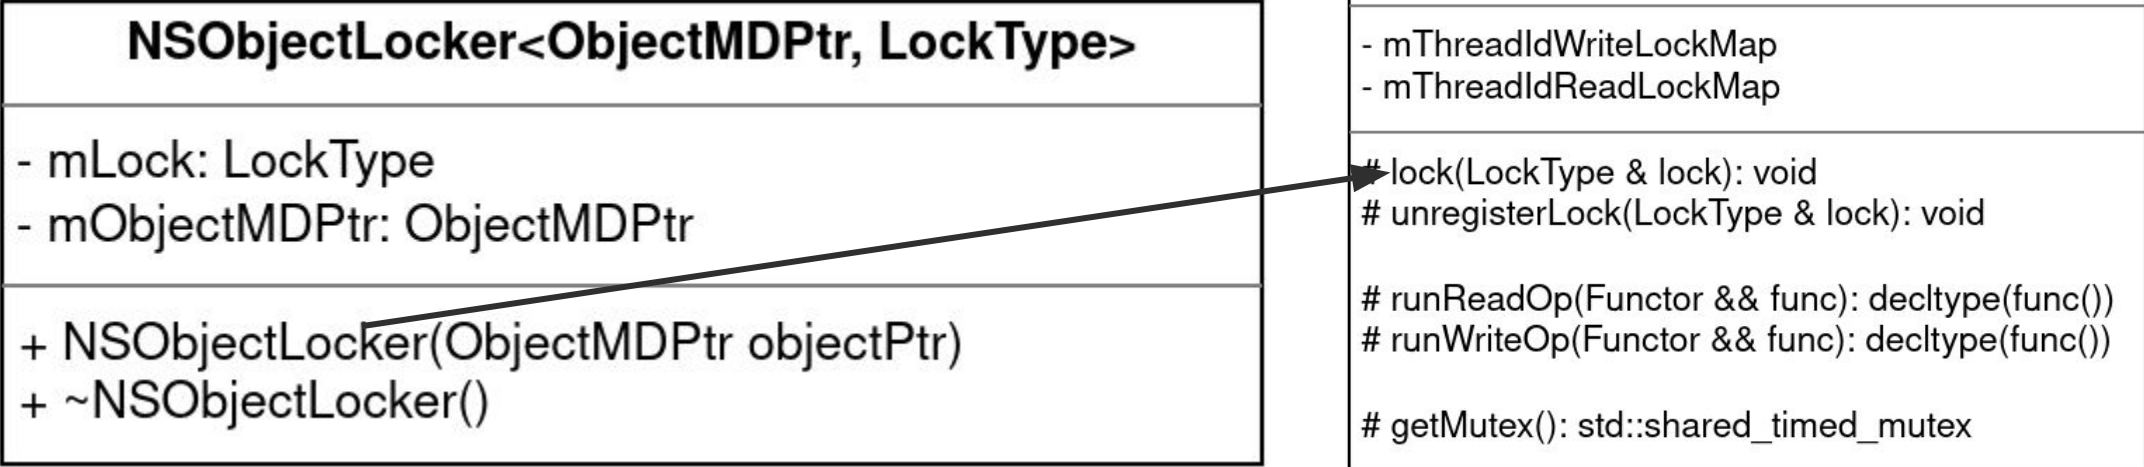 NSObjectLocker<ObjectMDPtr, LockType>
- mLock: LockType
- mObjectMDPtr: ObjectMDPtr
+ NSObjectLocker(ObjectMDPtr objectPtr)
+ ~NSObjectLocker()
- mThreadIdWriteLockMap
- mThreadIdReadLockMap
# lock(LockType & lock): void
# unregisterLock(LockType & lock): void
# runReadOp(Functor && func): decltype(func())
# runWriteOp(Functor && func): decltype(func())
# getMutex(): std::shared_timed_mutex